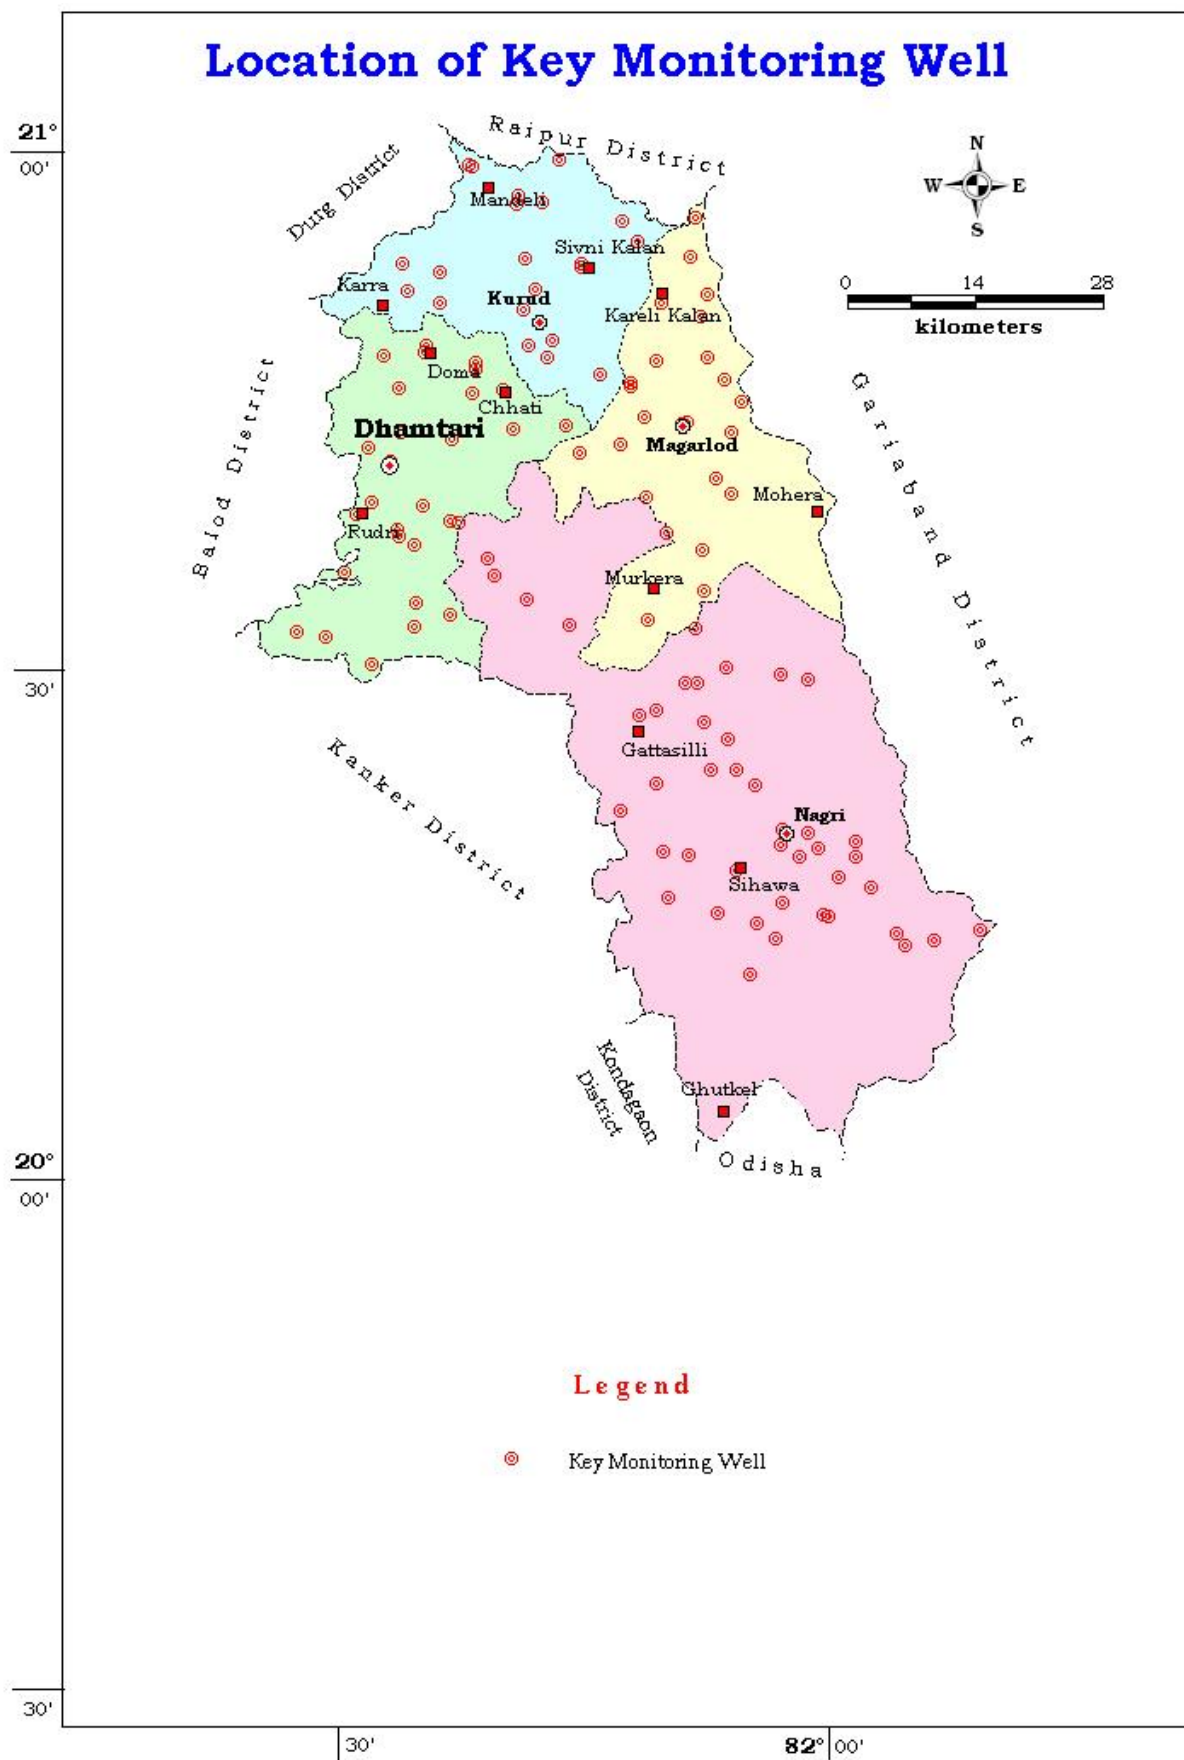 Location of Key Monitoring Well
21°
00'
Raipur District
Durg District
N
W
E
S
Mandeli
Sivni Kalan
Karra
Kurud
Kareli Kalan
0
14
28
kilometers
Doma
Chhati
Dhamtari
Magarlod
Balod District
Gariaband District
Mohera
Rudri
Murkera
30'
Gattasilli
Kanker District
Nagri
Sihawa
Kondagaon
District
Ghutkel
Odisha
20°
00'
Legend
Key Monitoring Well
30'
30'
82° 00'